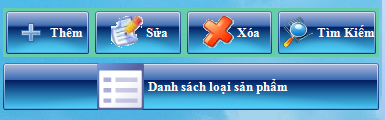 Thêm Sửa Xóa Tìm Kiếm
Danh sách loại sản phẩm